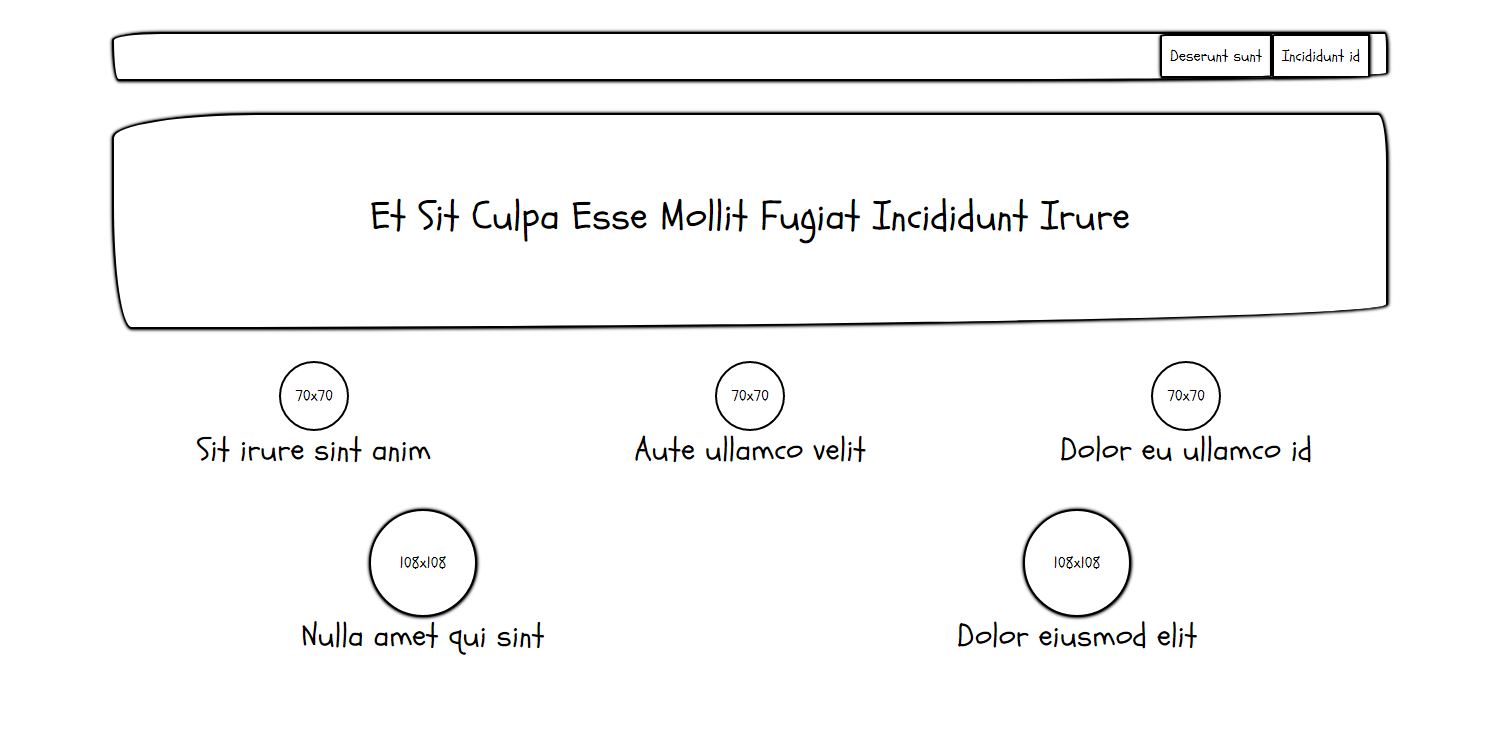 Deserunt sunt Incididunt id
Et Sit Culpa Esse Mollit Fugiat Incididunt Irure
70x70 70x70 70x70
Sit irure sint anim Aute ullamco velit Dolor eu ullamco id
108x108 108x108
Nulla amet qui sint Dolor eiusmod elit